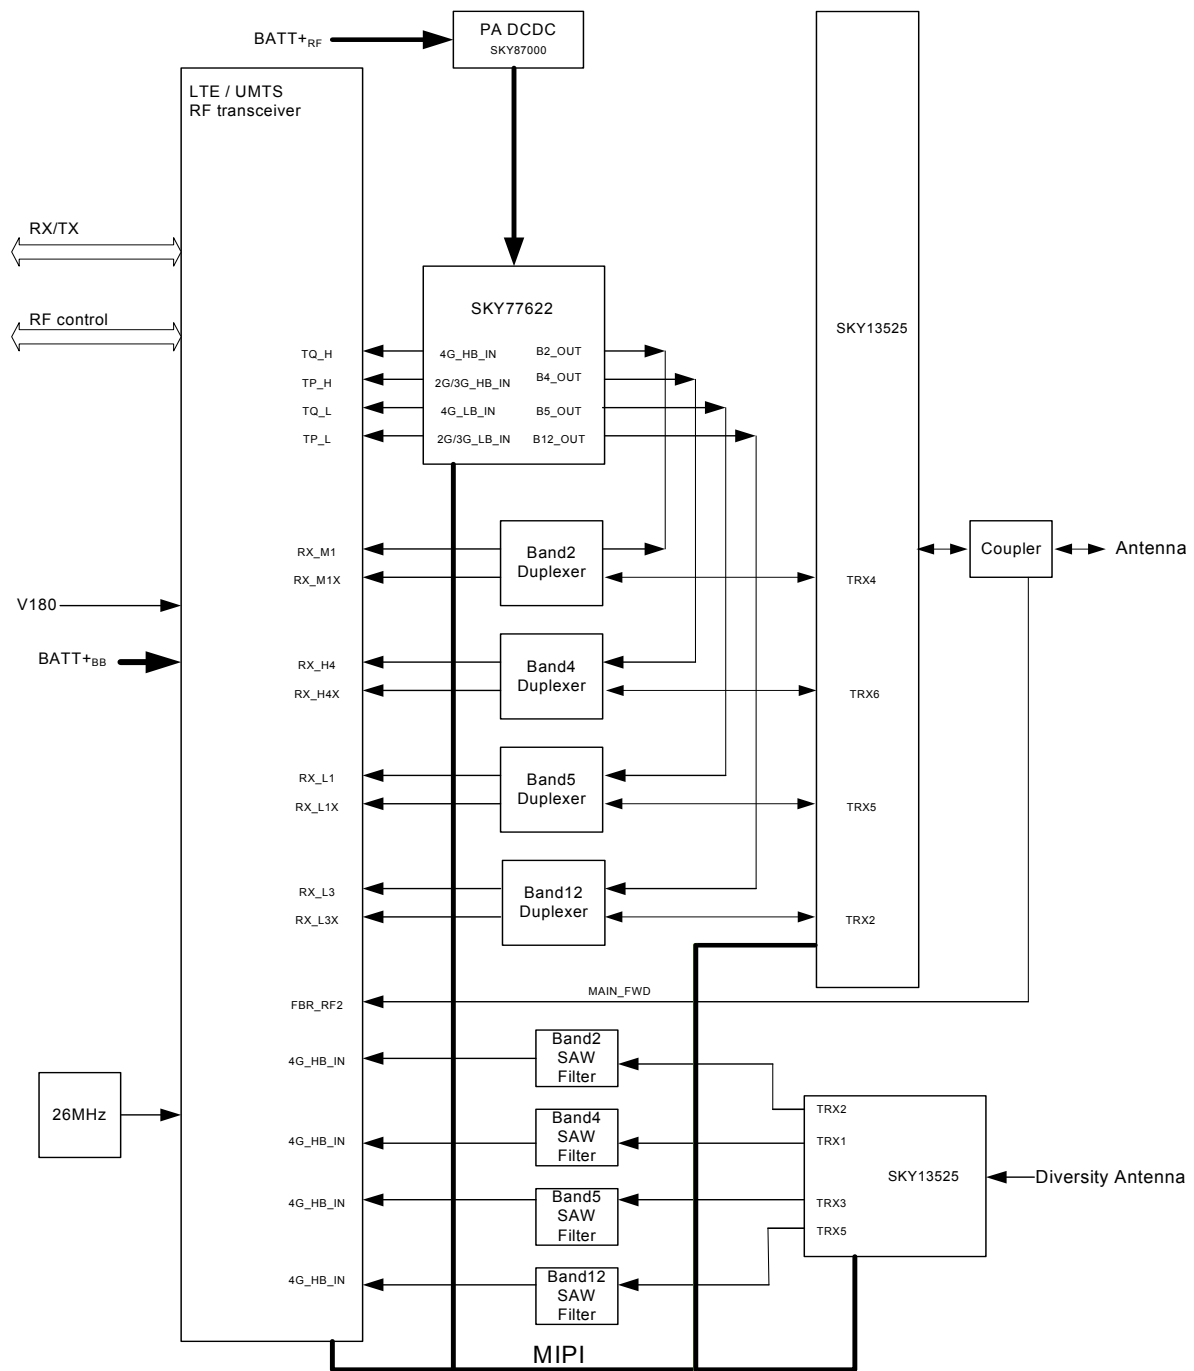 PA DCDC
SKY87000
BATT+RF
LTE / UMTS
RF transceiver
RX/TX
RF control
SKY77622
SKY13525
TQ_H
4G_HB_IN
B2_OUT
TP_H
2G/3G_HB_IN
B4_OUT
TQ_L
4G_LB_IN
B5_OUT
TP_L
2G/3G_LB_IN
B12_OUT
RX_M1
RX_M1X
Band2
Duplexer
TRX4
Coupler
Antenna
V180
BATT+BB
RX_H4
RX_H4X
Band4
Duplexer
TRX6
RX_L1
RX_L1X
Band5
Duplexer
TRX5
RX_L3
RX_L3X
Band12
Duplexer
TRX2
FBR_RF2
MAIN_FWD
4G_HB_IN
Band2
SAW
Filter
26MHz
4G_HB_IN
Band4
SAW
Filter
TRX2
TRX1
TRX3
TRX5
SKY13525
Diversity Antenna
4G_HB_IN
Band5
SAW
Filter
4G_HB_IN
Band12
SAW
Filter
MIPI